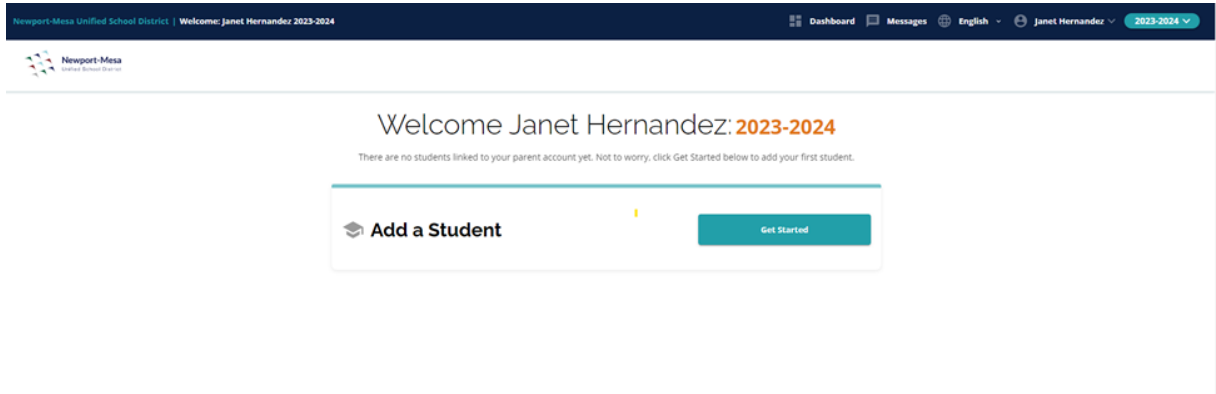 Newport-Mesa Unified School District | Welcome: Janet Hernandez 2023-2024
Dashboard Messages English Janet Hernandez 2023-2024
Newport-Mesa
Unified School District
Welcome Janet Hernandez: 2023-2024
There are no students linked to your parent account yet. Not to worry, click Get Started below to add your first student.
Add a Student
Get Started